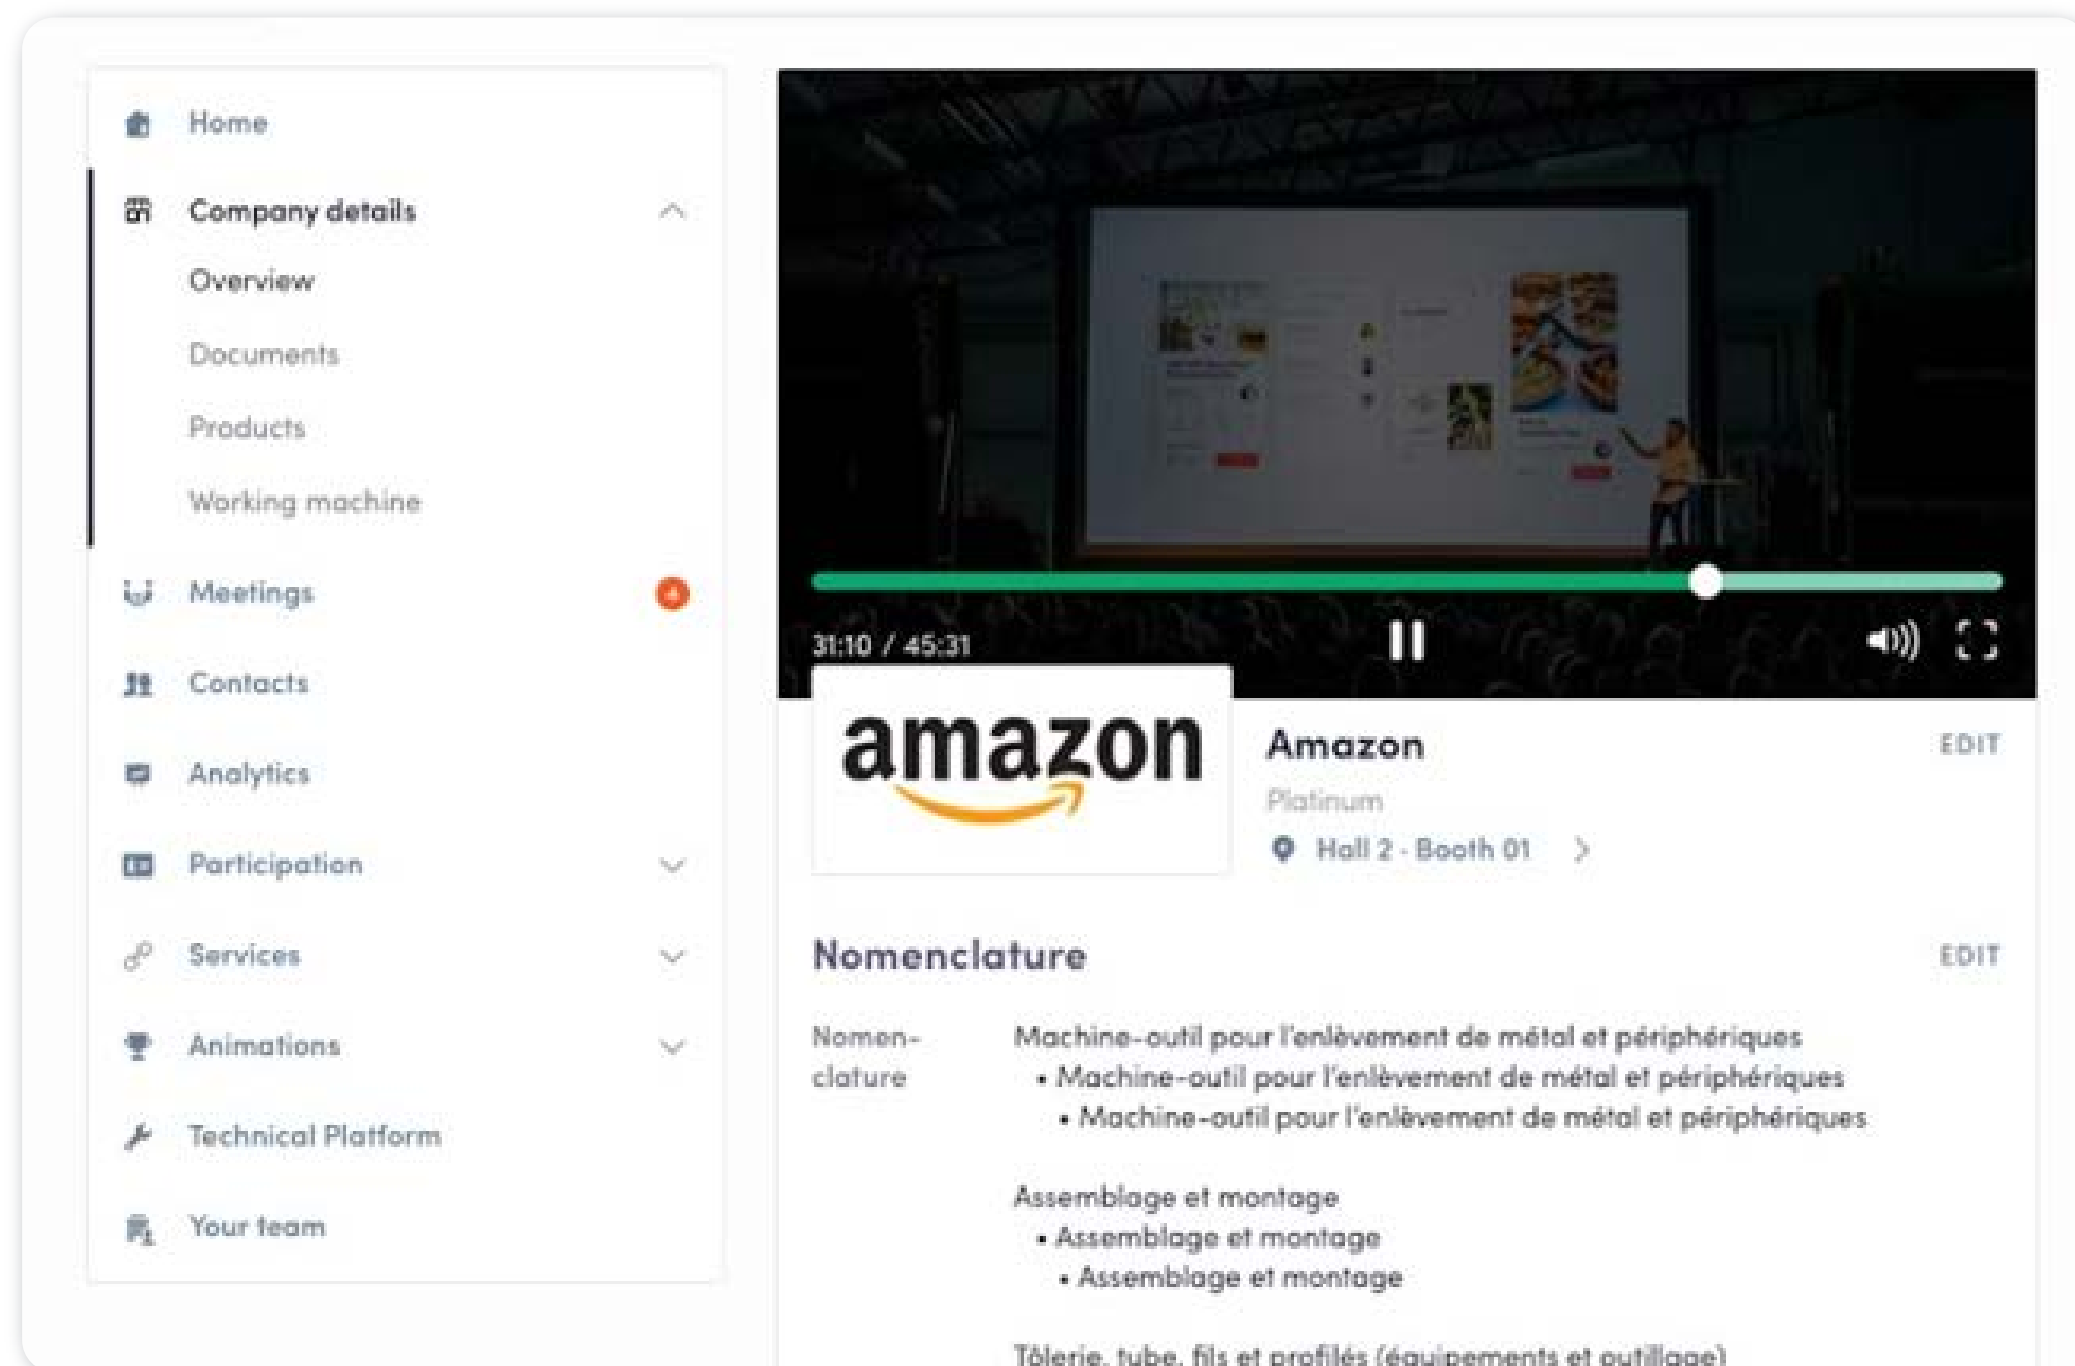 Home
Company details
Overview
Documents
Products
Working machine
Meetings
4
Contacts
Analytics
Participation
Services
Animations
Technical Platform
Your team
31:10 / 45:31
amazon
Amazon
EDIT
Platinum
Hall 2 - Booth 01
Nomenclature
EDIT
Nomen-
clature
Machine-outil pour l'enlèvement de métal et périphériques
• Machine-outil pour l'enlèvement de métal et périphériques
• Machine-outil pour l'enlèvement de métal et périphériques
Assemblage et montage
• Assemblage et montage
• Assemblage et montage
Tôlerie, tube, fils et profilés (équipements et outillage)